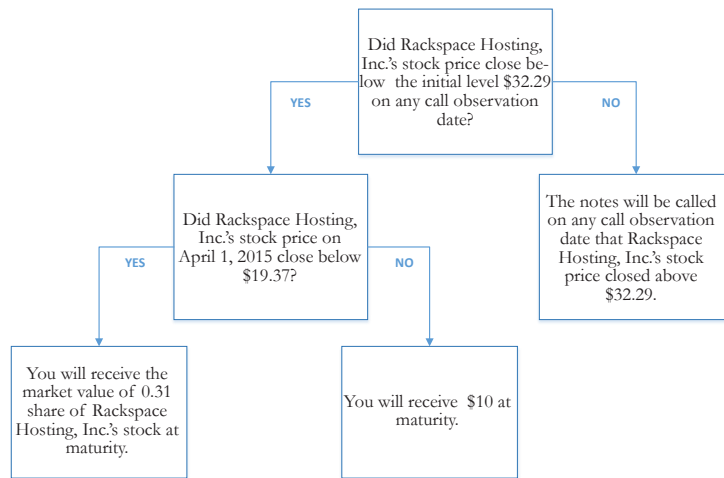 Did Rackspace Hosting,
Inc.'s stock price close be-
low the initial level $32.29
on any call observation
date?
YES
NO
Did Rackspace Hosting,
Inc.'s stock price on
April 1, 2015 close below
$19.37?
The notes will be called
on any call observation
date that Rackspace
Hosting, Inc.'s stock
price closed above
$32.29.
YES
NO
You will receive the
market value of 0.31
share of Rackspace
Hosting, Inc.'s stock at
maturity.
You will receive $10 at
maturity.